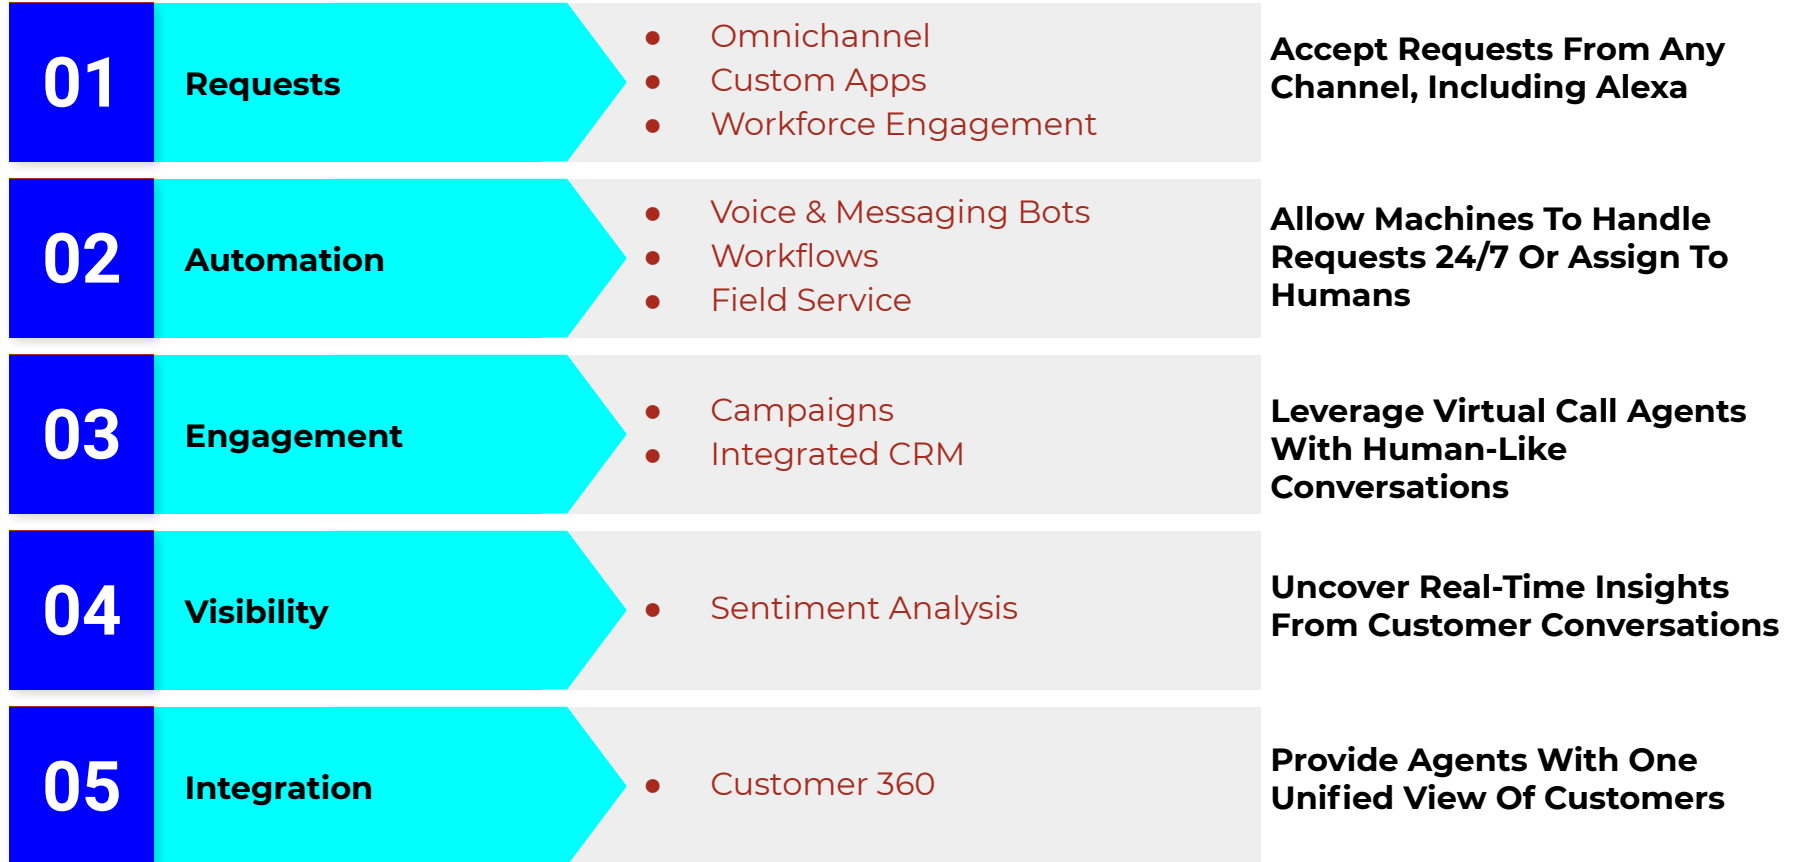 01
Requests
● Omnichannel
● Custom Apps
● Workforce Engagement
Accept Requests From Any
Channel, Including Alexa
02
Automation
● Voice & Messaging Bots
● Workflows
● Field Service
Allow Machines To Handle
Requests 24/7 Or Assign To
Humans
03
Engagement
● Campaigns
● Integrated CRM
Leverage Virtual Call Agents
With Human-Like
Conversations
04
Visibility
● Sentiment Analysis
Uncover Real-Time Insights
From Customer Conversations
05
Integration
● Customer 360
Provide Agents With One
Unified View Of Customers